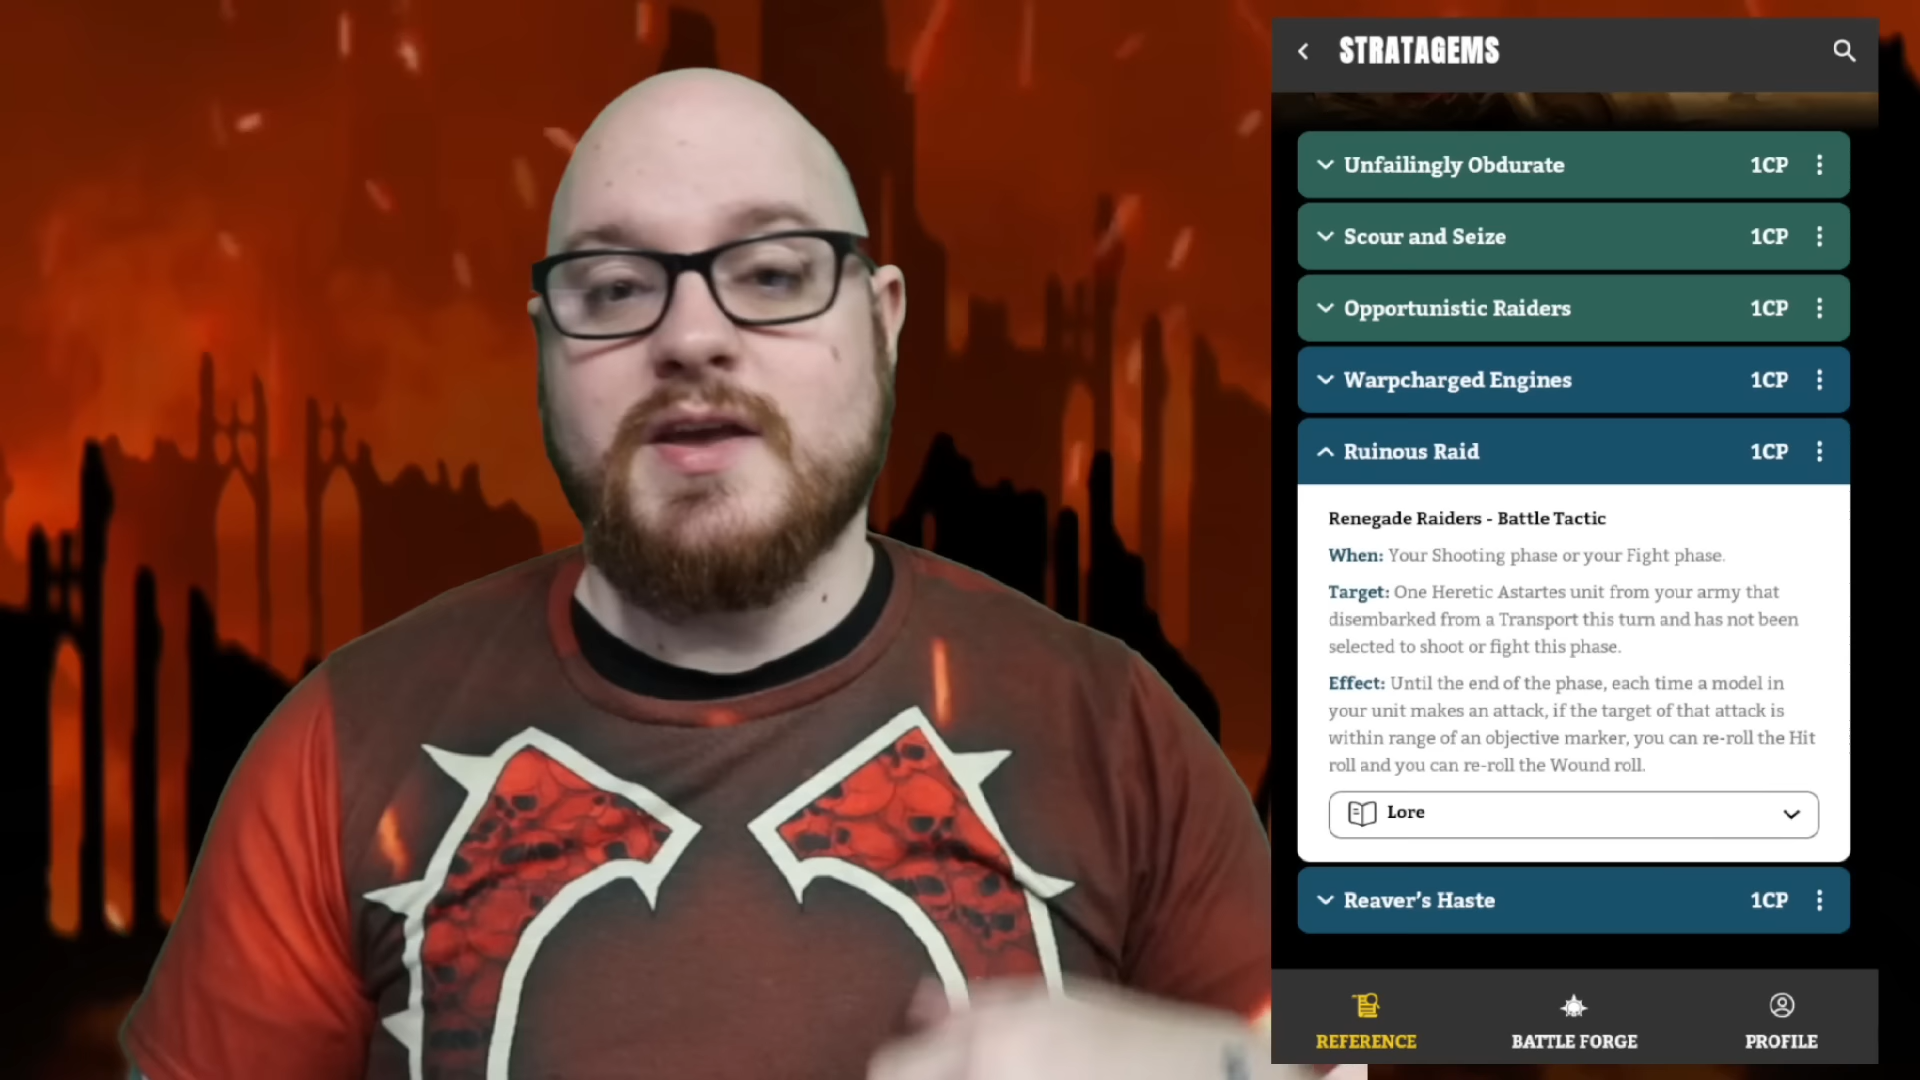 STRATAGEMS
Unfailingly Obdurate 1CP
Scour and Seize 1CP
Opportunistic Raiders 1CP
Warpcharged Engines 1CP
Ruinous Raid 1CP
Renegade Raiders - Battle Tactic
When: Your Shooting phase or your Fight phase.
Target: One Heretic Astartes unit from your army that
disembarked from a Transport this turn and has not been
selected to shoot or fight this phase.
Effect: Until the end of the phase, each time a model in
your unit makes an attack, if the target of that attack is
within range of an objective marker, you can re-roll the Hit
roll and you can re-roll the Wound roll.
Lore
Reaver's Haste 1CP
REFERENCE BATTLE FORGE PROFILE